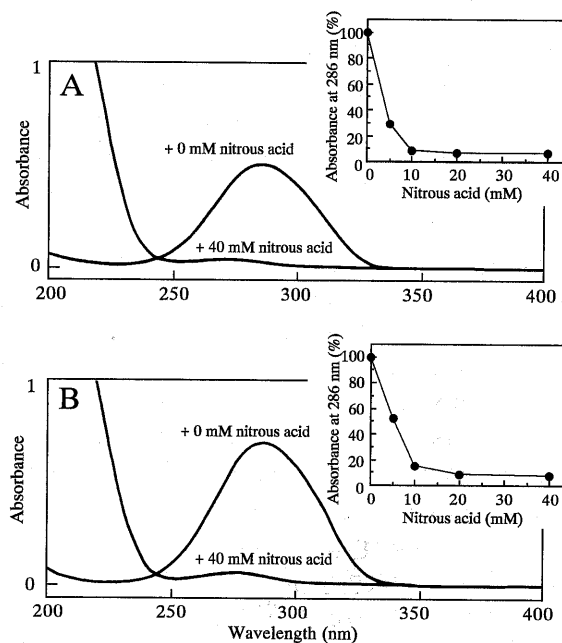 A
Absorbance
1
0
+ 0 mM nitrous acid
+ 40 mM nitrous acid
200 250 300 350 400
Absorbance at 286 nm (%)
100
80
60
40
20
0
0 10 20 30 40
Nitrous acid (mM)
B
Absorbance
1
0
+ 0 mM nitrous acid
+ 40 mM nitrous acid
200 250 300 350 400
Wavelength (nm)
Absorbance at 286 nm (%)
100
80
60
40
20
0
0 10 20 30 40
Nitrous acid (mM)